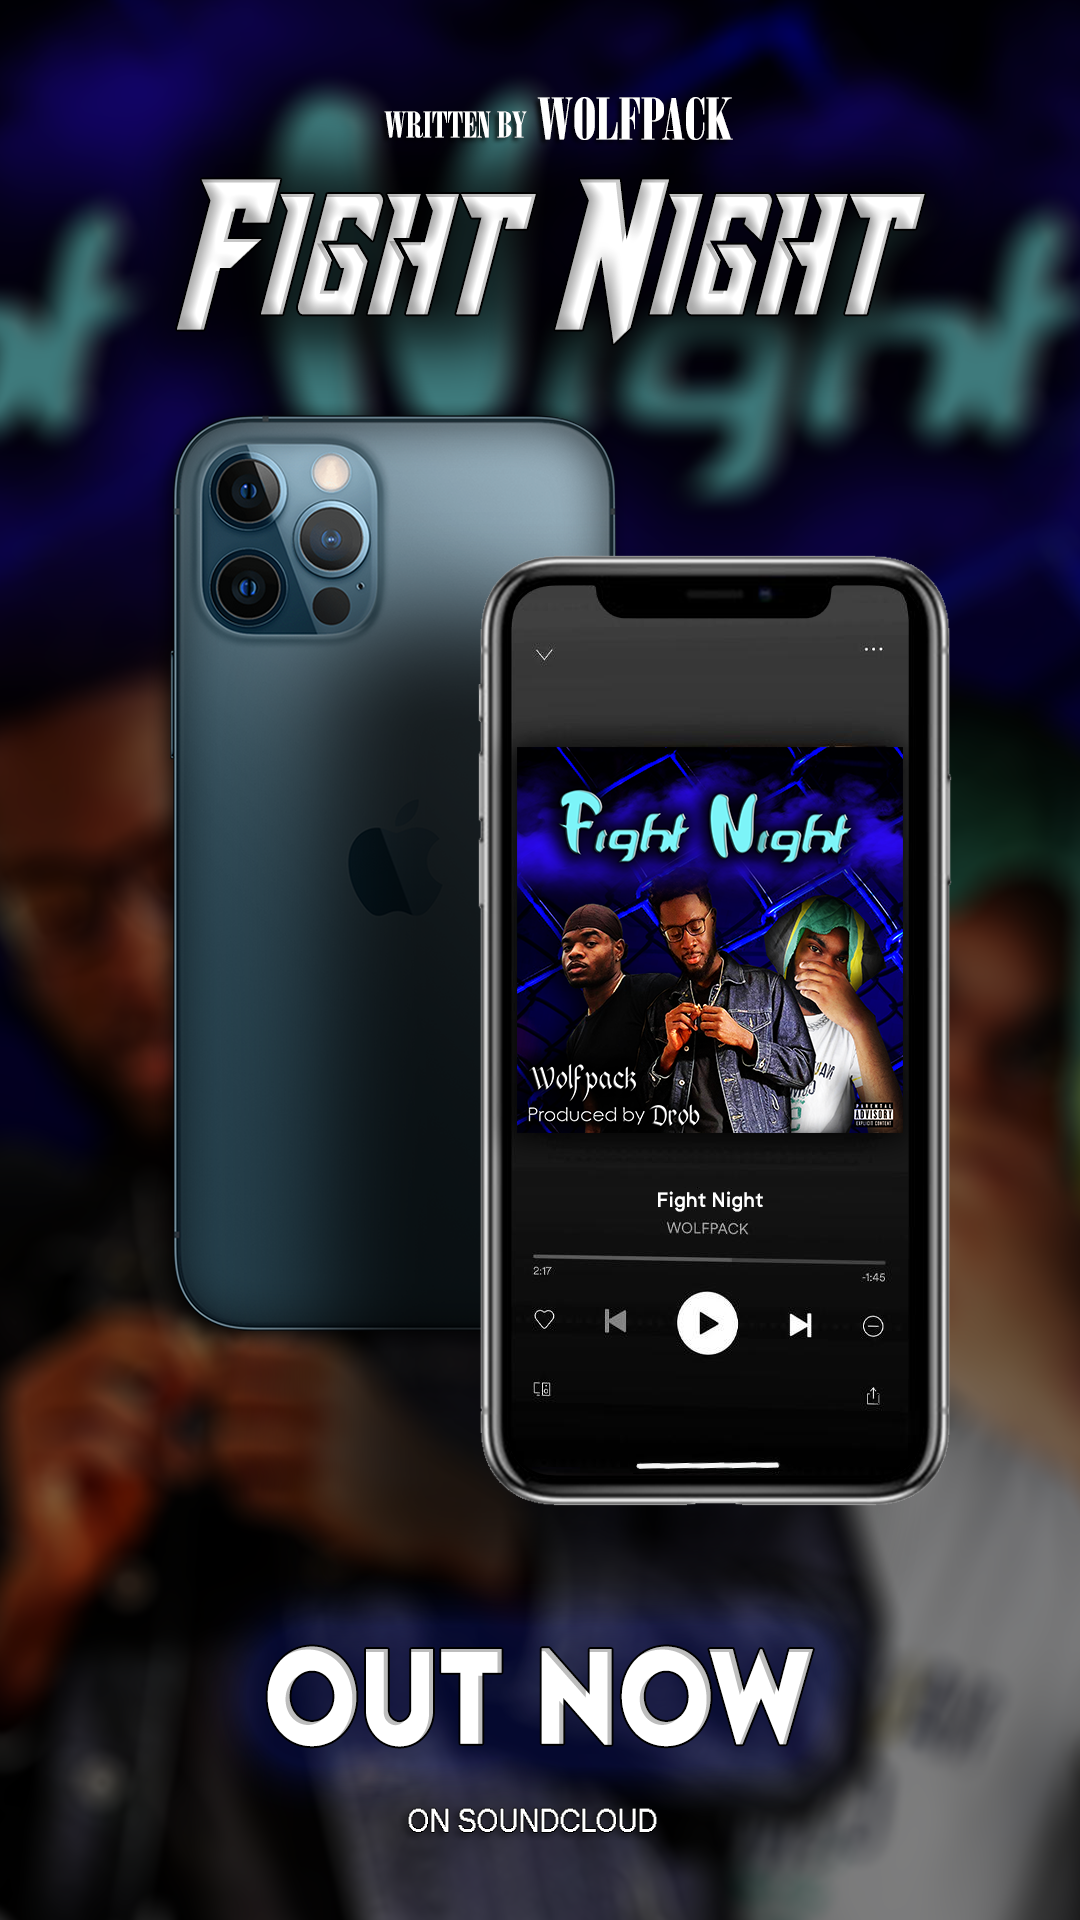 WRITTEN BY WOLFPACK
FIGHT NIGHT
Fight Night
Wolfpack
Produced by Drob
PARENTAL
ADVISORY
EXPLICIT CONTENT
Fight Night
WOLFPACK
2:17 -1:45
OUT NOW
ON SOUNDCLOUD